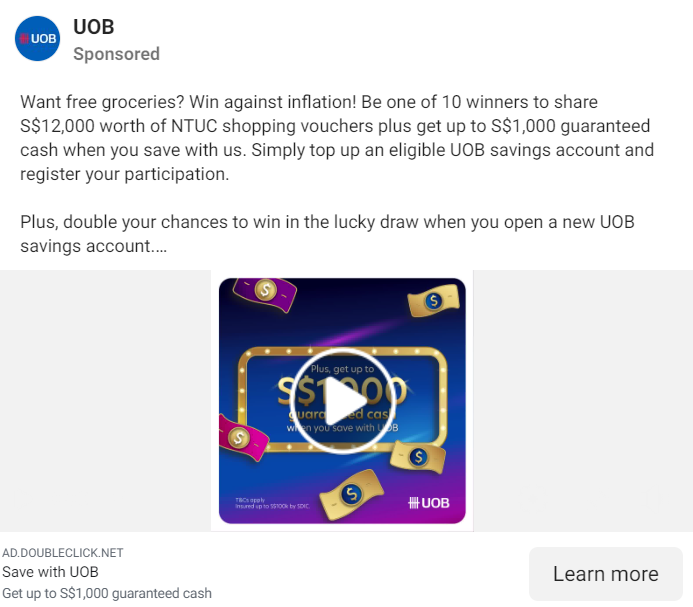 UOB
UOB
Sponsored
Want free groceries? Win against inflation! Be one of 10 winners to share
S$12,000 worth of NTUC shopping vouchers plus get up to S$1,000 guaranteed
cash when you save with us. Simply top up an eligible UOB savings account and
register your participation.
Plus, double your chances to win in the lucky draw when you open a new UOB
savings account....
$
$
Plus, get up to
S$1,000
guaranteed cash
when you save with UOB
$
$
$
T&Cs apply
Insured up to S$100k by SDIC.
UOB
AD.DOUBLECLICK.NET
Save with UOB
Get up to S$1,000 guaranteed cash
Learn more